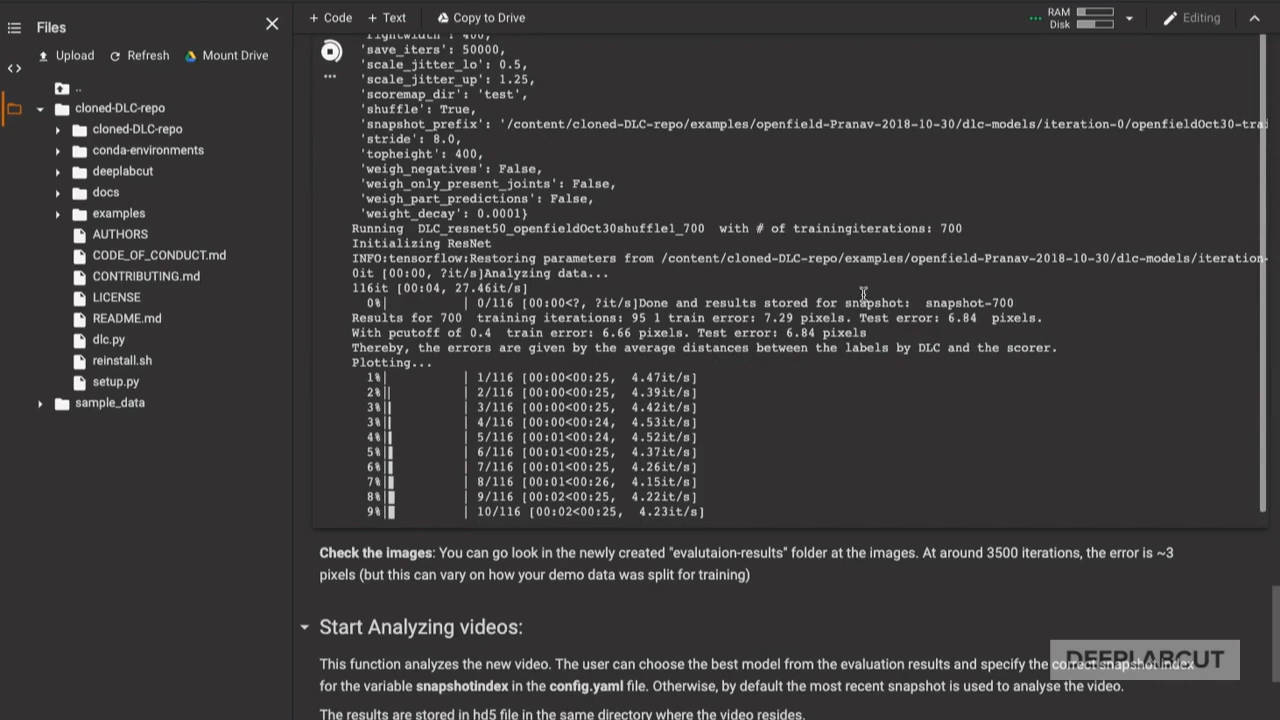 Files
+ Code + Text Copy to Drive
RAM
Disk
Editing
Upload Refresh Mount Drive
..
cloned-DLC-repo
cloned-DLC-repo
conda-environments
deeplabcut
docs
examples
AUTHORS
CODE_OF_CONDUCT.md
CONTRIBUTING.md
LICENSE
README.md
dlc.py
reinstall.sh
setup.py
sample_data
'rightwidth': 400,
'save_iters': 50000,
'scale_jitter_lo': 0.5,
'scale_jitter_up': 1.25,
'scoremap_dir': 'test',
'shuffle': True,
'snapshot_prefix': '/content/cloned-DLC-repo/examples/openfield-Pranav-2018-10-30/dlc-models/iteration-0/openfieldOct30-trai
'stride': 8.0,
'topheight': 400,
'weigh_negatives': False,
'weigh_only_present_joints': False,
'weigh_part_predictions': False,
'weight_decay': 0.0001}
Running DLC_resnet50_openfieldOct30shuffle1_700 with # of trainingiterations: 700
Initializing ResNet
INFO:tensorflow:Restoring parameters from /content/cloned-DLC-repo/examples/openfield-Pranav-2018-10-30/dlc-models/iteration-
0it [00:00, ?it/s]Analyzing data...
116it [00:04, 27.46it/s]
0%| | 0/116 [00:00<?, ?it/s]Done and results stored for snapshot: snapshot-700
Results for 700 training iterations: 95 1 train error: 7.29 pixels. Test error: 6.84 pixels.
With pcutoff of 0.4 train error: 6.66 pixels. Test error: 6.84 pixels
Thereby, the errors are given by the average distances between the labels by DLC and the scorer.
Plotting...
1%| | 1/116 [00:00<00:25, 4.47it/s]
2%| | 2/116 [00:00<00:25, 4.39it/s]
3%| | 3/116 [00:00<00:25, 4.42it/s]
3%| | 4/116 [00:00<00:24, 4.53it/s]
4%| | 5/116 [00:01<00:24, 4.52it/s]
5%| | 6/116 [00:01<00:25, 4.37it/s]
6%| | 7/116 [00:01<00:25, 4.26it/s]
7%| | 8/116 [00:01<00:26, 4.15it/s]
8%| | 9/116 [00:02<00:25, 4.22it/s]
9%| | 10/116 [00:02<00:25, 4.23it/s]
Check the images: You can go look in the newly created "evalutaion-results" folder at the images. At around 3500 iterations, the error is ~3
pixels (but this can vary on how your demo data was split for training)
Start Analyzing videos:
This function analyzes the new video. The user can choose the best model from the evaluation results and specify the correct snapshot index
for the variable snapshotindex in the config.yaml file. Otherwise, by default the most recent snapshot is used to analyse the video.
The results are stored in hd5 file in the same directory where the video resides.
DEEPLABCUT